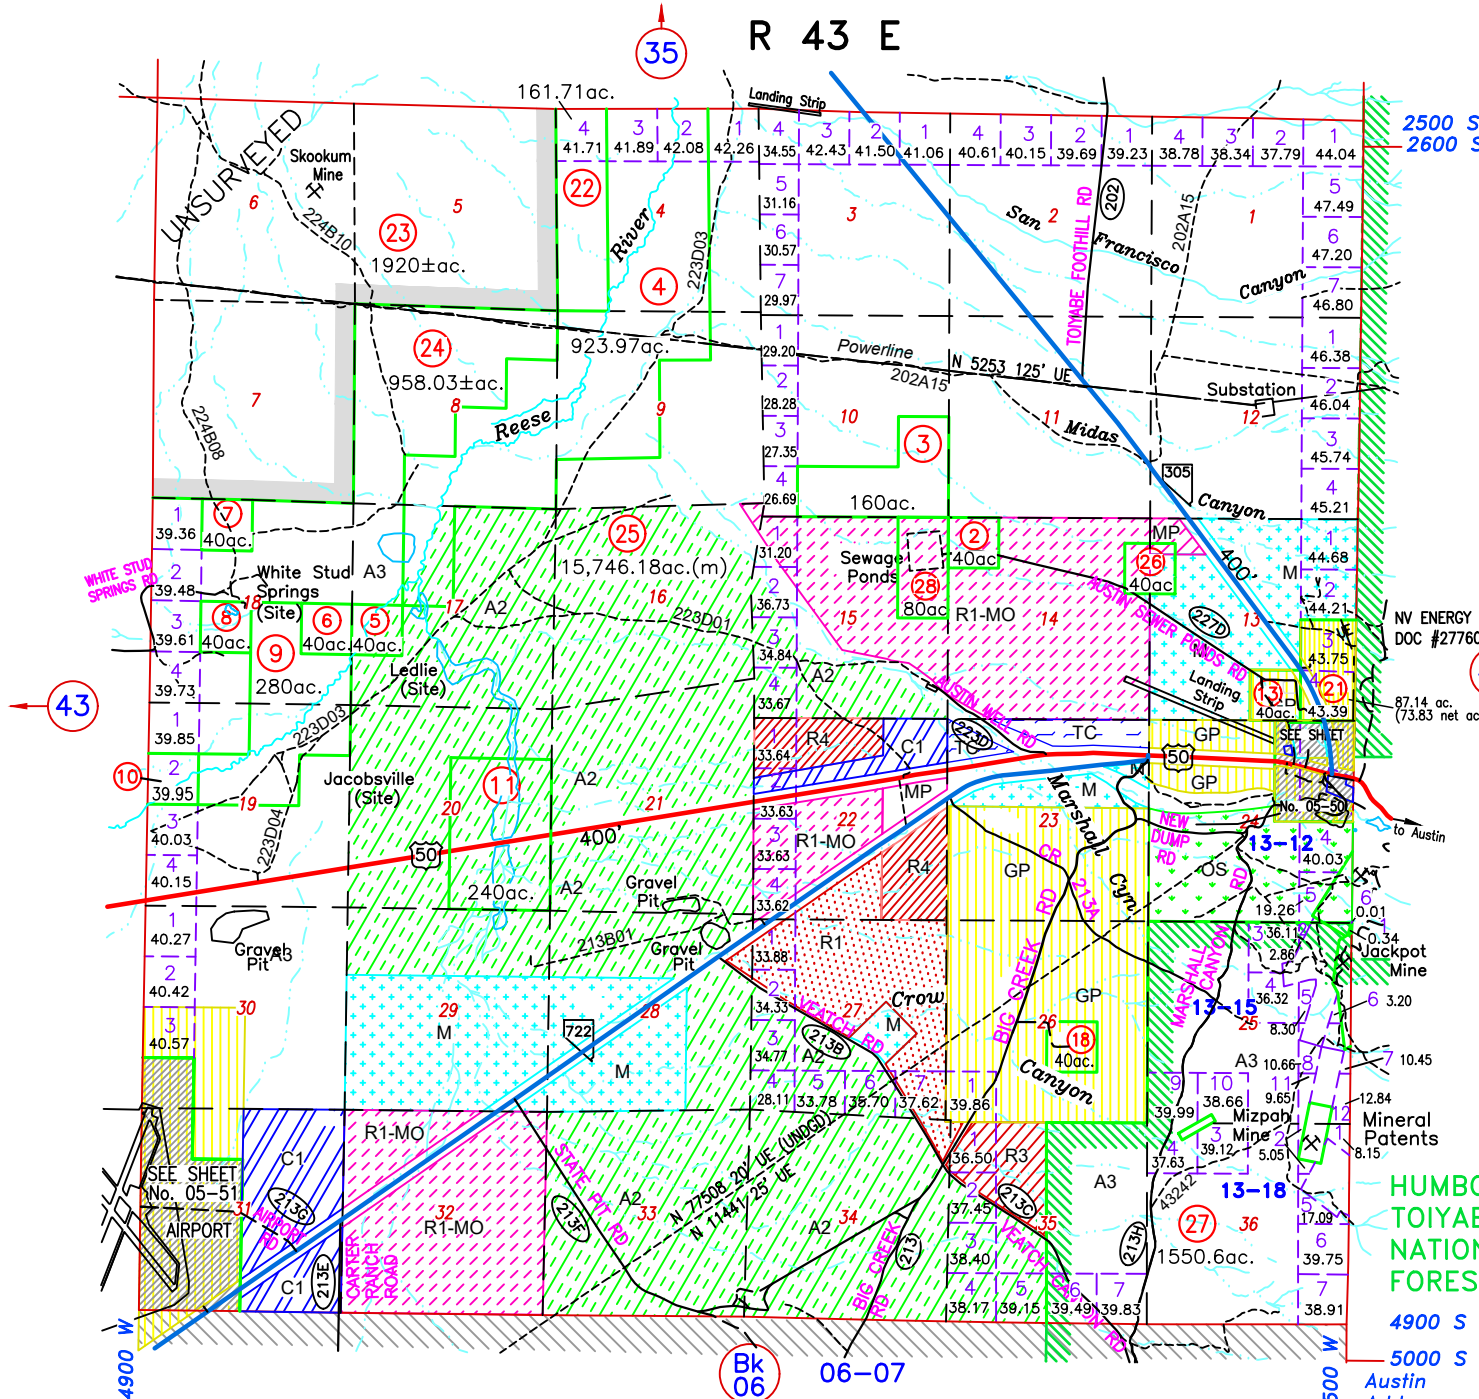 35
R 43 E
161.71ac.
Landing Strip
2500 S
2600 S
UNSURVEYED
Skookum
Mine
4
41.71
3
41.89
2
42.08
1
42.26
4
34.55
3
42.43
2
41.50
1
41.06
4
40.61
3
40.15
2
39.69
1
39.23
4
38.78
3
38.34
2
37.79
1
44.04
22
5
31.16
5
47.49
6
5
4
3
2
1
224B10
23
1920±ac.
River
223D03
San
Francisco
Canyon
TOIYABE FOOTHILL RD
202
202A15
6
30.57
6
47.20
4
7
29.97
7
46.80
24
958.03±ac.
923.97ac.
1
29.20
Powerline
202A15
N 5253 125' UE
1
46.38
Substation
2
28.28
2
46.04
7
8
9
10
11
12
224B08
Reese
Midas
3
3
27.35
3
45.74
305
Canyon
4
26.69
160ac.
4
45.21
1
39.36
7
40ac.
25
15,746.18ac.(m)
1
31.20
Sewage
Ponds
2
40ac.
MP
26
40ac.
400'
1
44.68
M
WHITE STUD
SPRINGS RD
2
39.48
White Stud
Springs
(Site)
A3
18
17
16
A2
223D01
2
36.73
28
80ac
R1-MO
15
14
13
AUSTIN SEWER PONDS RD
227D
2
44.21
NV ENERGY
3
39.61
8
40ac.
6
40ac.
5
40ac.
9
280ac.
Ledlie
(Site)
3
34.84
A2
3
43.75
4
39.73
43
4
33.67
AUSTIN WELL RD
Landing
Strip
13
40ac.
4
21
43.39
87.14 ac.
(73.83 net ac
1
39.85
223D03
1
33.64
R4
C1
TC
223D
TC
GP
SEE SHEET
No. 05-50
10
2
39.95
19
Jacobsville
(Site)
11
20
A2
21
MP
M
50
GP
M
Marshall
Cyn
to Austin
3
40.03
223D04
50
400'
33.63
22
23
NEW
DUMP
RD
24
13-12
4
40.03
4
40.15
240ac.
A2
3
33.63
R1-MO
R4
GP
CR 213A
OS
Gravel
Pit
4
33.62
19.26
5
6
0.01
1
40.27
Gravel
Pit
A3
213B01
Gravel
Pit
1
33.88
R1
BIG CREEK RD
MARSHALL
CANYON
RD
3
36.11
2.86
0.34
Jackpot
Mine
2
40.42
2
34.33
Crow
GP
4
36.32
5
6
3.20
30
29
M
28
27
26
25
13-15
3
40.57
722
M
VEATCH RD
213B
M
18
40ac.
Canyon
8.30
3
34.77
A2
A3
10.66
8
7
10.45
4
28.11
5
33.78
6
35.70
7
37.62
1
39.86
9
39.99
10
38.66
11
9.65
12.84
12
R1-MO
Mizpah
Mine
3
39.12
2
5.05
1
8.15
Mineral
Patents
SEE SHEET
No. 05-51
C1
213G
AIRPORT
RD
31
AIRPORT
C1
213E
CARTER
RANCH
ROAD
32
R1-MO
STATE PIT RD
213F
A2
33
N 77508 20' UE (UNDGD)
N 11441 25' UE
A2
34
BIG CREEK
RD
213
1
36.50
R3
2
37.45
213C
35
VEATCH CANYON RD
A3
4
37.63
43242
13-18
213H
27
36
1550.6ac.
5
17.09
3
38.40
6
39.75
4
38.17
5
39.15
6
39.49
7
39.83
7
38.91
HUMBO
TOIYABE
NATION
FORES
4900 S
5000 S
4900 W
500 W
Bk
06
06-07
Austin